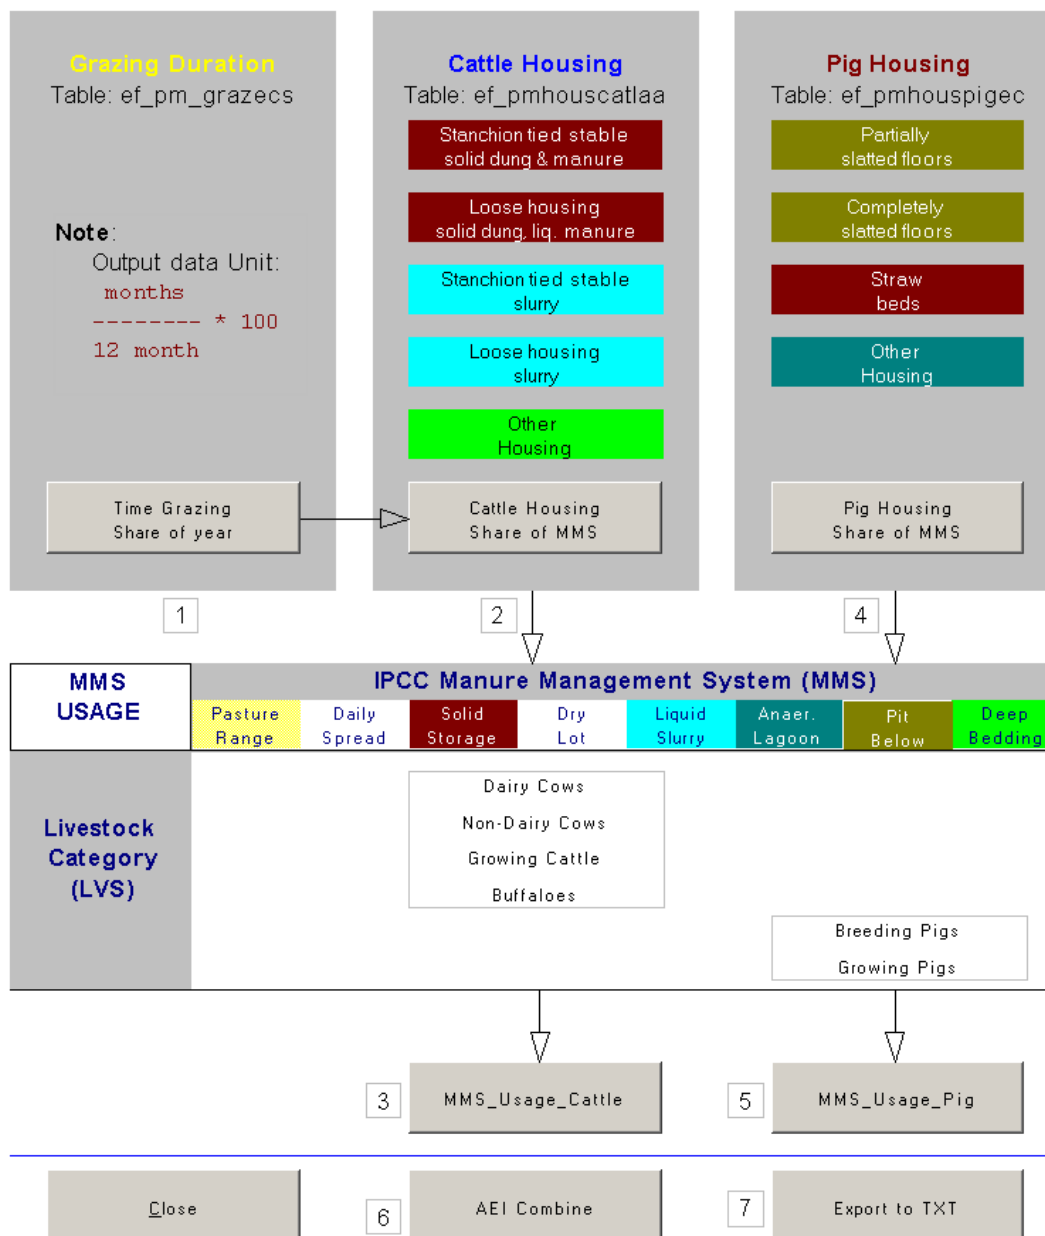 Grazing Duration
Table: ef_pm_grazecs
Note:
Output data Unit:
months
-------- * 100
12 month
Time Grazing
Share of year
Cattle Housing
Table: ef_pmhouscatlaa
Stanchion tied stable
solid dung & manure
Loose housing
solid dung, liq. manure
Stanchion tied stable
slurry
Loose housing
slurry
Other
Housing
Cattle Housing
Share of MMS
Pig Housing
Table: ef_pmhouspigec
Partially
slatted floors
Completely
slatted floors
Straw
beds
Other
Housing
Pig Housing
Share of MMS
1
2
4
MMS
USAGE
IPCC Manure Management System (MMS)
Pasture
Range
Daily
Spread
Solid
Storage
Dry
Lot
Liquid
Slurry
Anaer.
Lagoon
Pit
Below
Deep
Bedding
Livestock
Category
(LVS)
Dairy Cows
Non-Dairy Cows
Growing Cattle
Buffaloes
Breeding Pigs
Growing Pigs
3
MMS_Usage_Cattle
5
MMS_Usage_Pig
Close
6
AEI Combine
7
Export to TXT